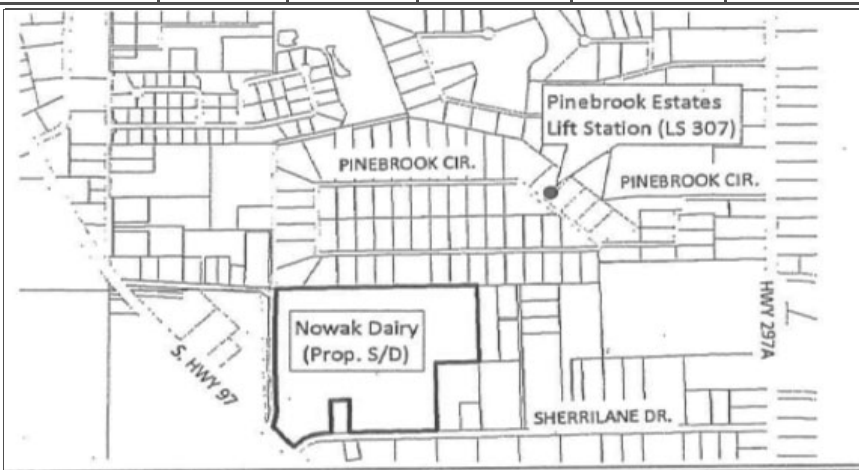 Pinebrook Estates
Lift Station (LS 307)
PINEBROOK CIR.
PINEBROOK CIR.
HWY 297A
Nowak Dairy
(Prop. S/D)
S. HWY 97
SHERRILANE DR.